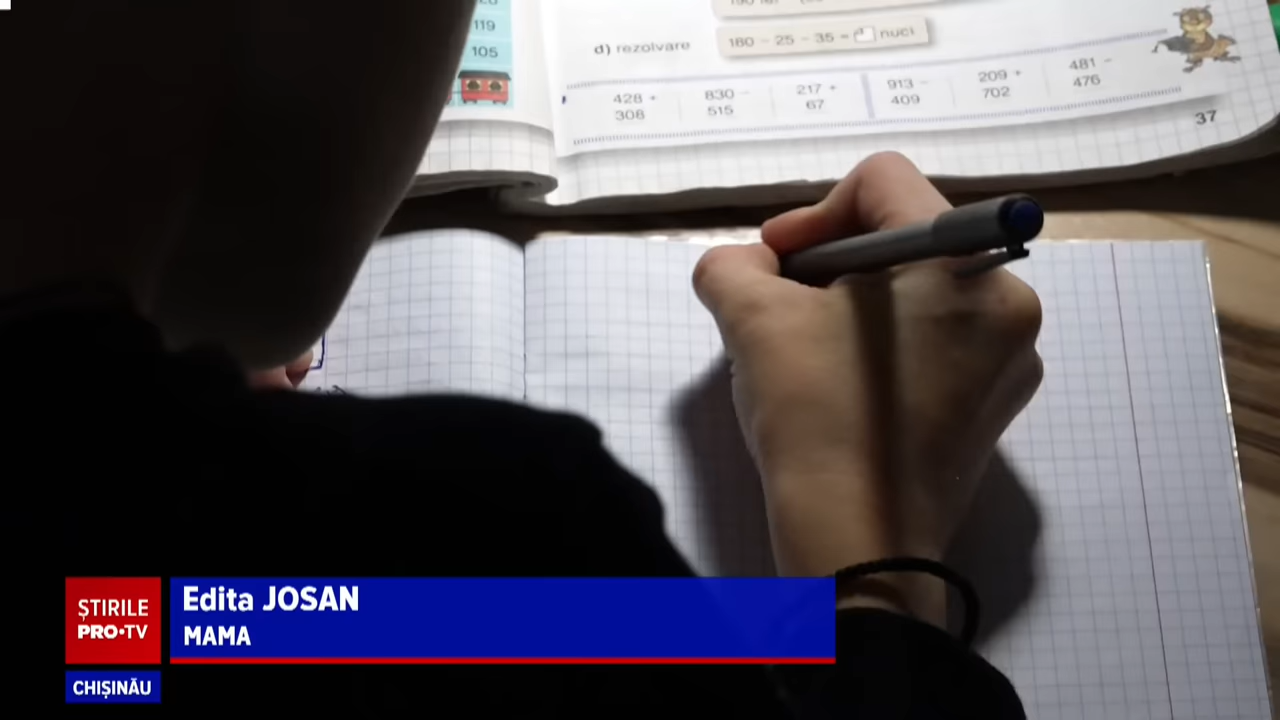 119
105
180 - 25 - 35 = nuci
d) rezolvare
428 + 830 - 217 + 913 - 209 + 481 -
308 515 67 409 702 476
37
Edita JOSAN
MAMA
ȘTIRILE
PRO•TV
CHIȘINĂU